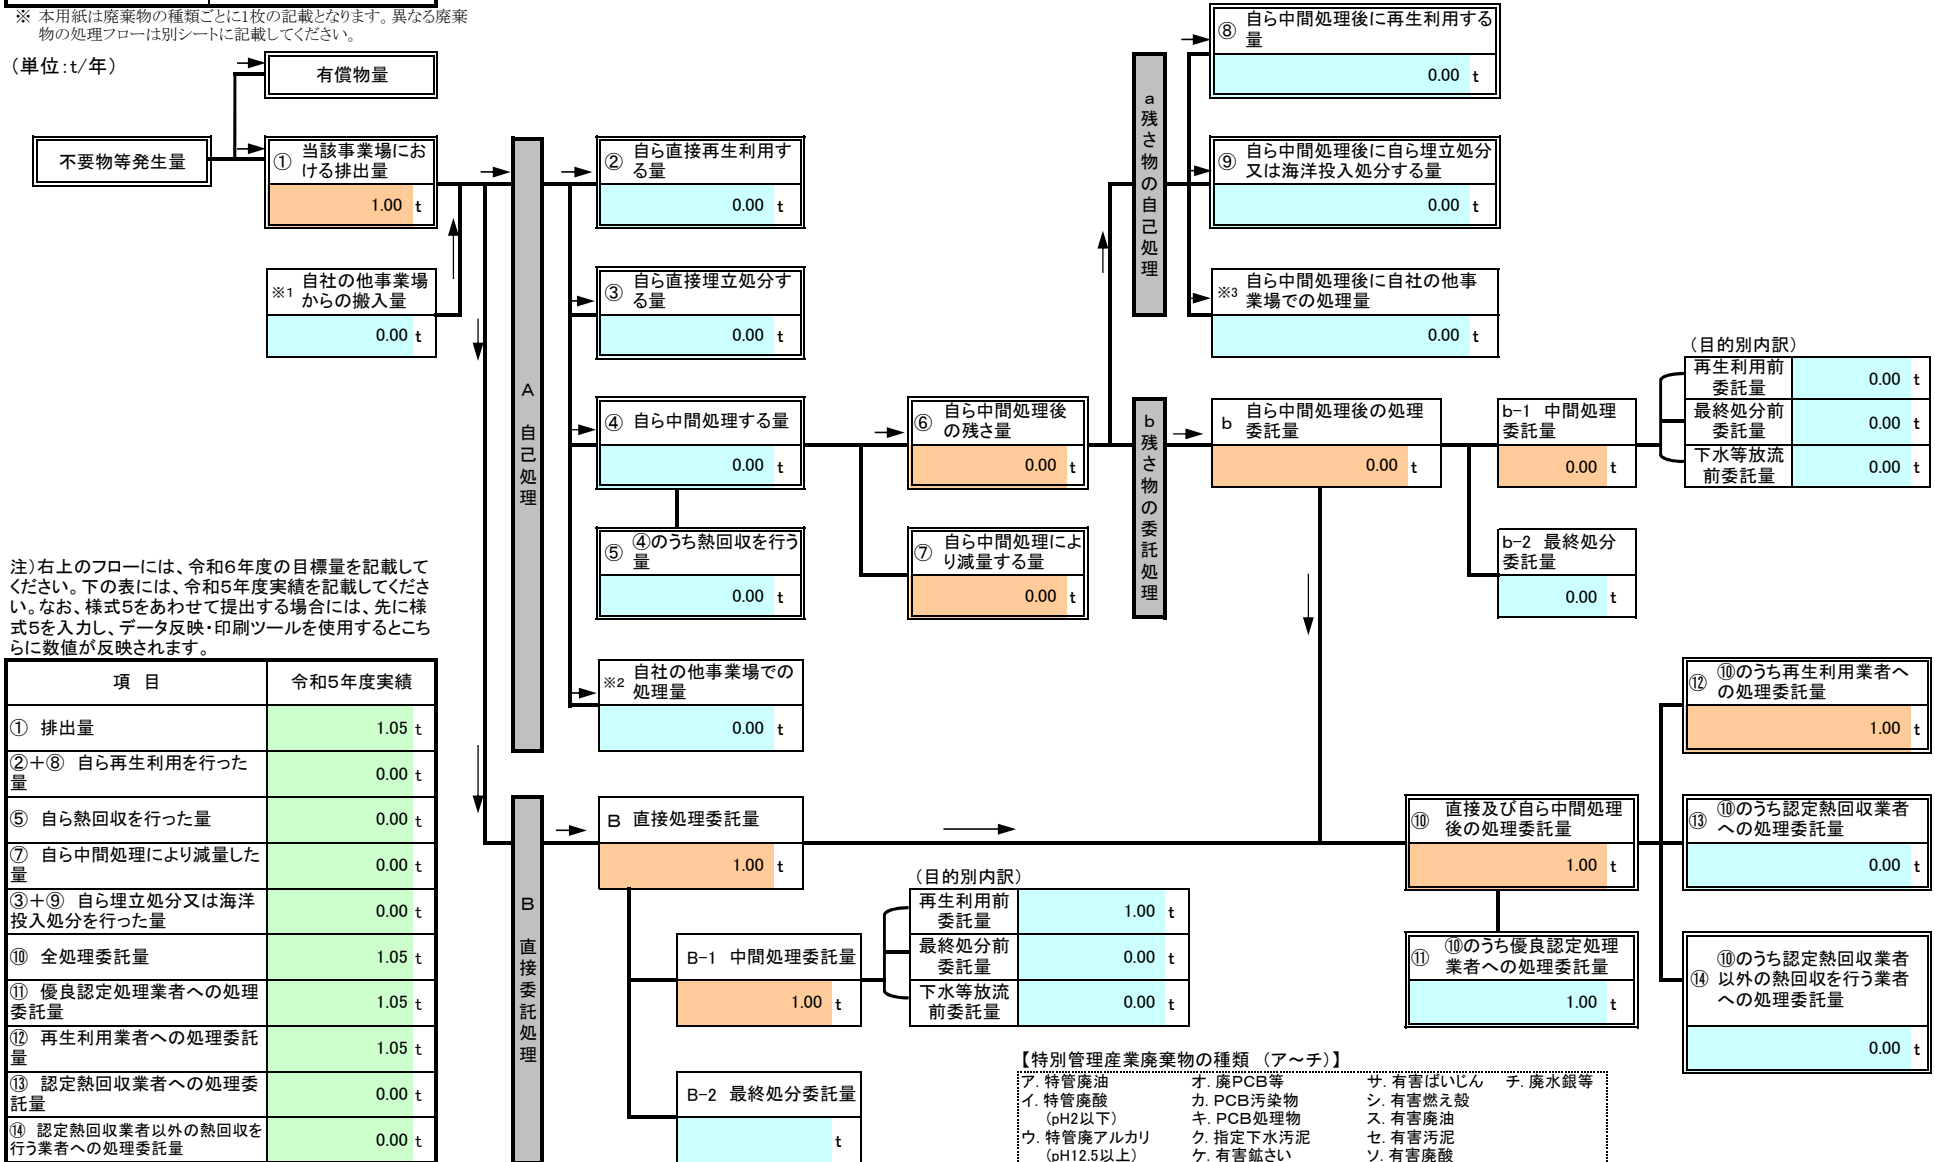 ※ 本用紙は廃棄物の種類ごとに1枚の記載となります。異なる廃棄
物の処理フローは別シートに記載してください。
(単位:t/年)
有償物量
不要物等発生量
① 当該事業場にお
ける排出量
1.00 t
※1 自社の他事業場
からの搬入量
0.00 t
A 自己処理
② 自ら直接再生利用す
る量
0.00 t
③ 自ら直接埋立処分す
る量
0.00 t
④ 自ら中間処理する量
0.00 t
⑤ ④のうち熱回収を行う
量
0.00 t
※2 自社の他事業場での
処理量
0.00 t
⑥ 自ら中間処理後
の残さ量
0.00 t
⑦ 自ら中間処理によ
り減量する量
0.00 t
a残さ物の自己処理
⑧ 自ら中間処理後に再生利用する
量
0.00 t
⑨ 自ら中間処理後に自ら埋立処分
又は海洋投入処分する量
0.00 t
※3 自ら中間処理後に自社の他事
業場での処理量
0.00 t
b残さ物の委託処理
b 自ら中間処理後の処理
委託量
0.00 t
b-1 中間処理
委託量
0.00 t
b-2 最終処分
委託量
0.00 t
(目的別内訳)
再生利用前
委託量
0.00 t
最終処分前
委託量
0.00 t
下水等放流
前委託量
0.00 t
注)右上のフローには、令和6年度の目標量を記載して
ください。下の表には、令和5年度実績を記載してくださ
い。なお、様式5をあわせて提出する場合には、先に様
式5を入力し、データ反映・印刷ツールを使用するとこち
らに数値が反映されます。
項 目 令和5年度実績
① 排出量 1.05 t
②+⑧ 自ら再生利用を行った
量 0.00 t
⑤ 自ら熱回収を行った量 0.00 t
⑦ 自ら中間処理により減量した
量 0.00 t
③+⑨ 自ら埋立処分又は海洋
投入処分を行った量 0.00 t
⑩ 全処理委託量 1.05 t
⑪ 優良認定処理業者への処理
委託量 1.05 t
⑫ 再生利用業者への処理委託
量 1.05 t
⑬ 認定熱回収業者への処理委
託量 0.00 t
⑭ 認定熱回収業者以外の熱回収を
行う業者への処理委託量 0.00 t
B 直接委託処理
B 直接処理委託量
1.00 t
B-1 中間処理委託量
1.00 t
B-2 最終処分委託量
t
(目的別内訳)
再生利用前
委託量
1.00 t
最終処分前
委託量
0.00 t
下水等放流
前委託量
0.00 t
⑩ 直接及び自ら中間処理
後の処理委託量
1.00 t
⑪ ⑩のうち優良認定処理
業者への処理委託量
1.00 t
⑫ ⑩のうち再生利用業者へ
の処理委託量
1.00 t
⑬ ⑩のうち認定熱回収業者
への処理委託量
0.00 t
⑭ ⑩のうち認定熱回収業者
以外の熱回収を行う業者
への処理委託量
0.00 t
【特別管理産業廃棄物の種類 (ア~チ)】
ア. 特管廃油 オ. 廃PCB等 サ. 有害ばいじん チ. 廃水銀等
イ. 特管廃酸 カ. PCB汚染物 シ. 有害燃え殻
(pH2以下) キ. PCB処理物 ス. 有害廃油
ウ. 特管廃アルカリ ク. 指定下水汚泥 セ. 有害汚泥
(pH12.5以上) ケ. 有害鉱さい ソ. 有害廃酸